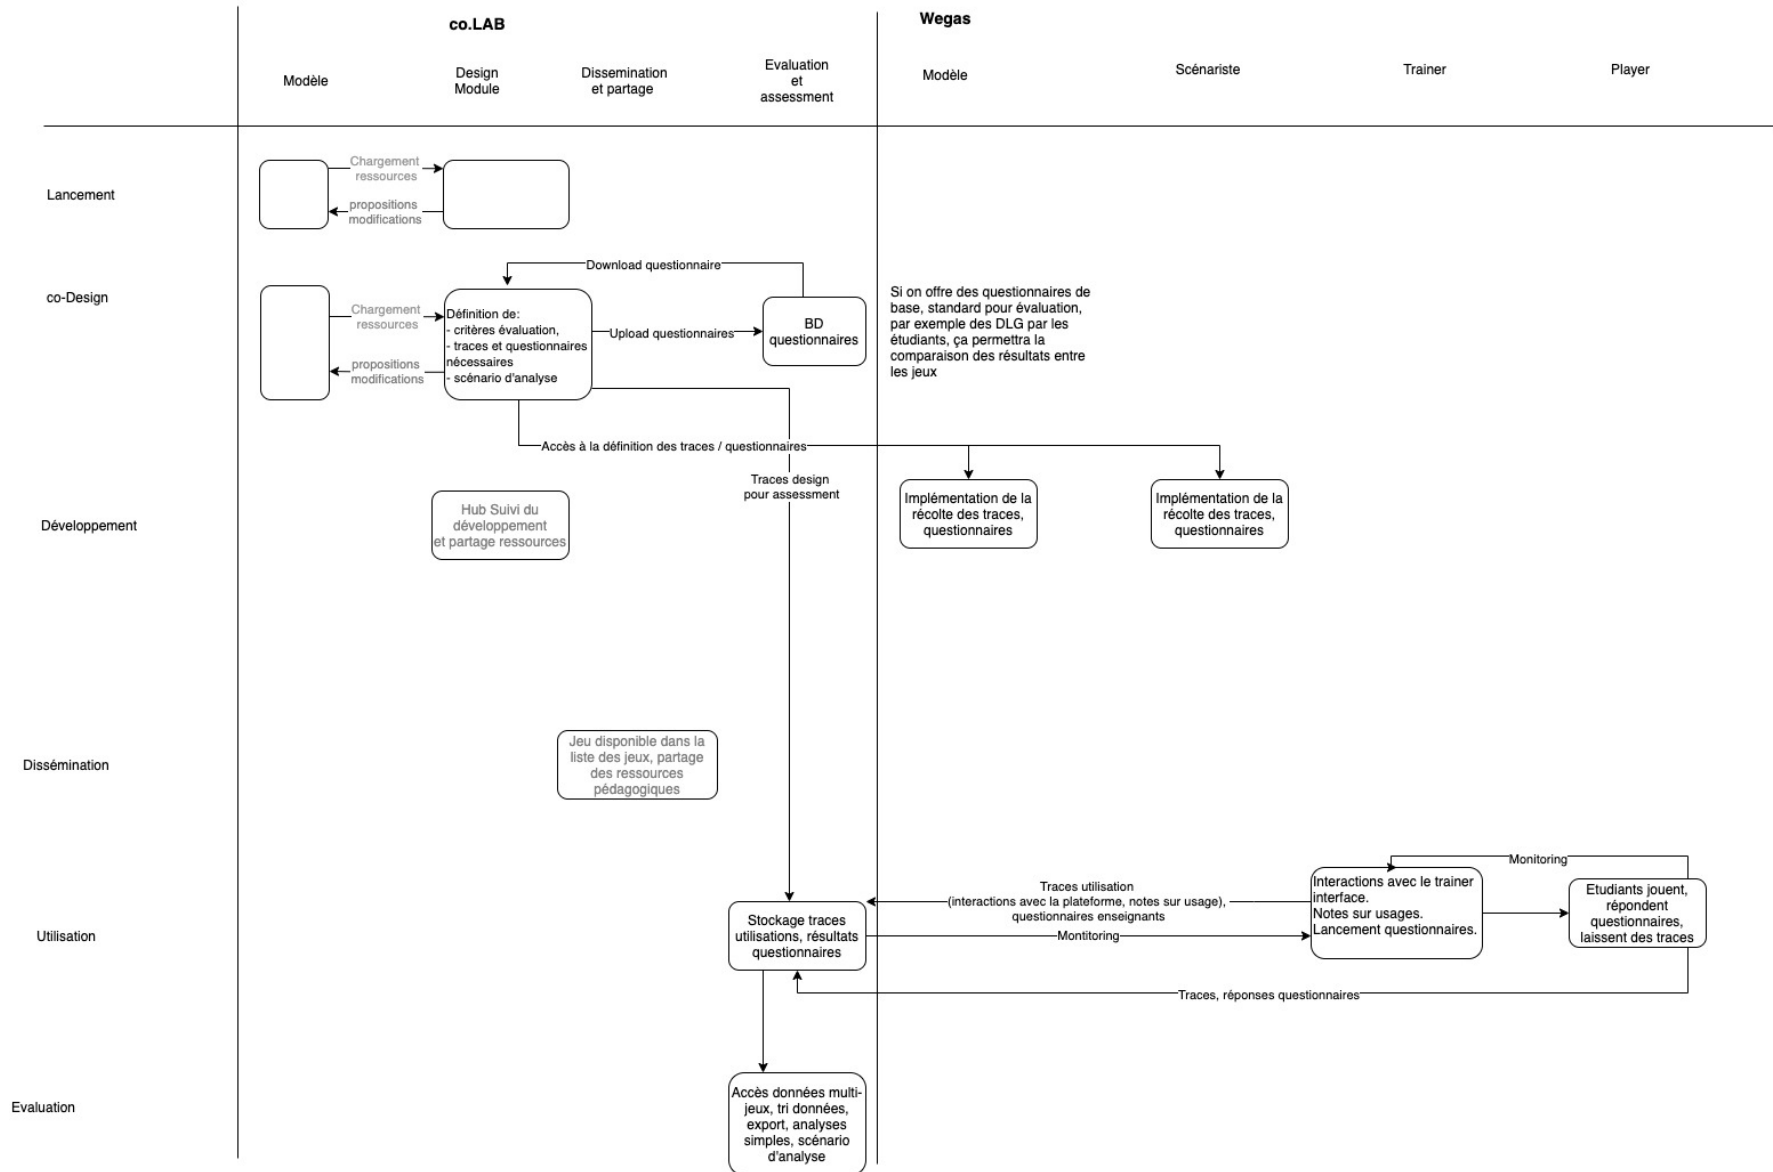 co.LAB
Wegas
Modèle
Design
Module
Dissemination
et partage
Evaluation
et
assessment
Modèle
Scénariste
Trainer
Player
Lancement
Chargement
ressources
propositions
modifications
co-Design
Download questionnaire
Chargement
ressources
propositions
modifications
Définition de:
- critères évaluation,
- traces et questionnaires
nécessaires
- scénario d'analyse
Upload questionnaires
BD
questionnaires
Si on offre des questionnaires de
base, standard pour évaluation,
par exemple des DLG par les
étudiants, ça permettra la
comparaison des résultats entre
les jeux
Accès à la définition des traces / questionnaires
Traces design
pour assessment
Développement
Hub Suivi du
développement
et partage ressources
Implémentation de la
récolte des traces,
questionnaires
Implémentation de la
récolte des traces,
questionnaires
Dissémination
Jeu disponible dans la
liste des jeux, partage
des ressources
pédagogiques
Utilisation
Stockage traces
utilisations, résultats
questionnaires
Traces utilisation
(interactions avec la plateforme, notes sur usage),
questionnaires enseignants
Montitoring
Interactions avec le trainer
interface.
Notes sur usages.
Lancement questionnaires.
Monitoring
Etudiants jouent,
répondent
questionnaires,
laissent des traces
Traces, réponses questionnaires
Evaluation
Accès données multi-
jeux, tri données,
export, analyses
simples, scénario
d'analyse